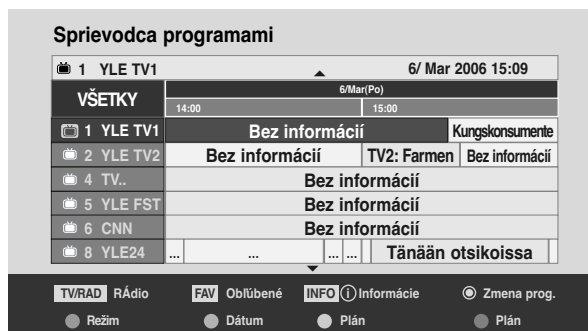 Sprievodca programami
1 YLE TV1 6/ Mar 2006 15:09
VŠETKY 6/Mar(Po)
14:00 15:00
1 YLE TV1 Bez informácií Kungskonsumente
2 YLE TV2 Bez informácií TV2: Farmen Bez informácií
4 TV.. Bez informácií
5 YLE FST Bez informácií
6 CNN Bez informácií
8 YLE24 ... ... ... ... Tänään otsikoissa
TV/RAD RÁdio FAV Obľúbené INFO i Informácie Zmena prog.
Režim Dátum Plán Plán